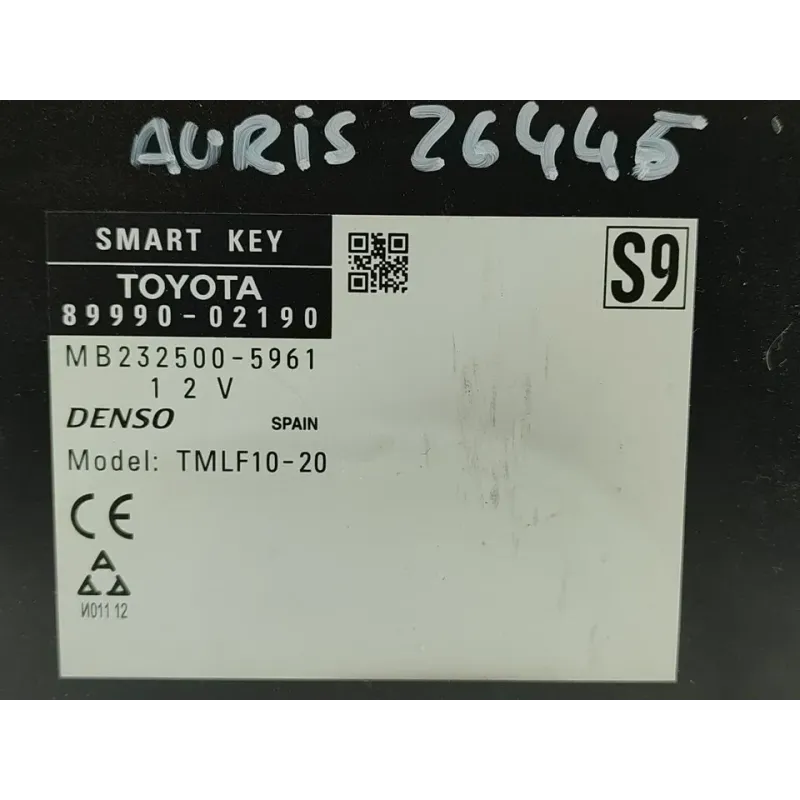 AURIS 26445
SMART KEY
TOYOTA
89990-02190
S9
MB232500-5961
12V
DENSO SPAIN
Model: TMLF10-20
CE
И011 12